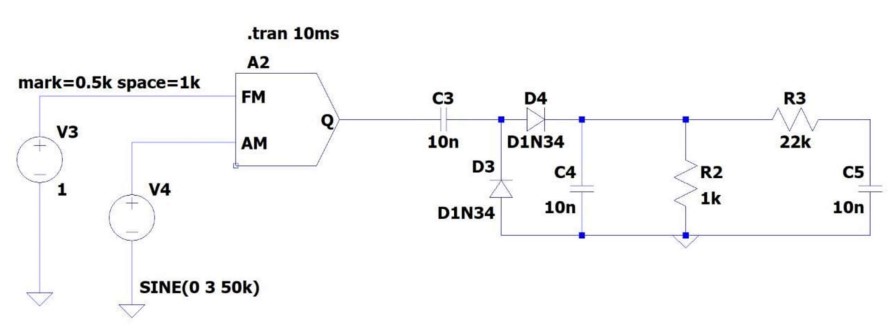 .tran 10ms
A2
mark=0.5k space=1k
FM
C3
D4
R3
V3
Q
AM
10n
D1N34
22k
D3
C4
R2
C5
1
V4
1k
D1N34
10n
10n
SINE(0 3 50k)